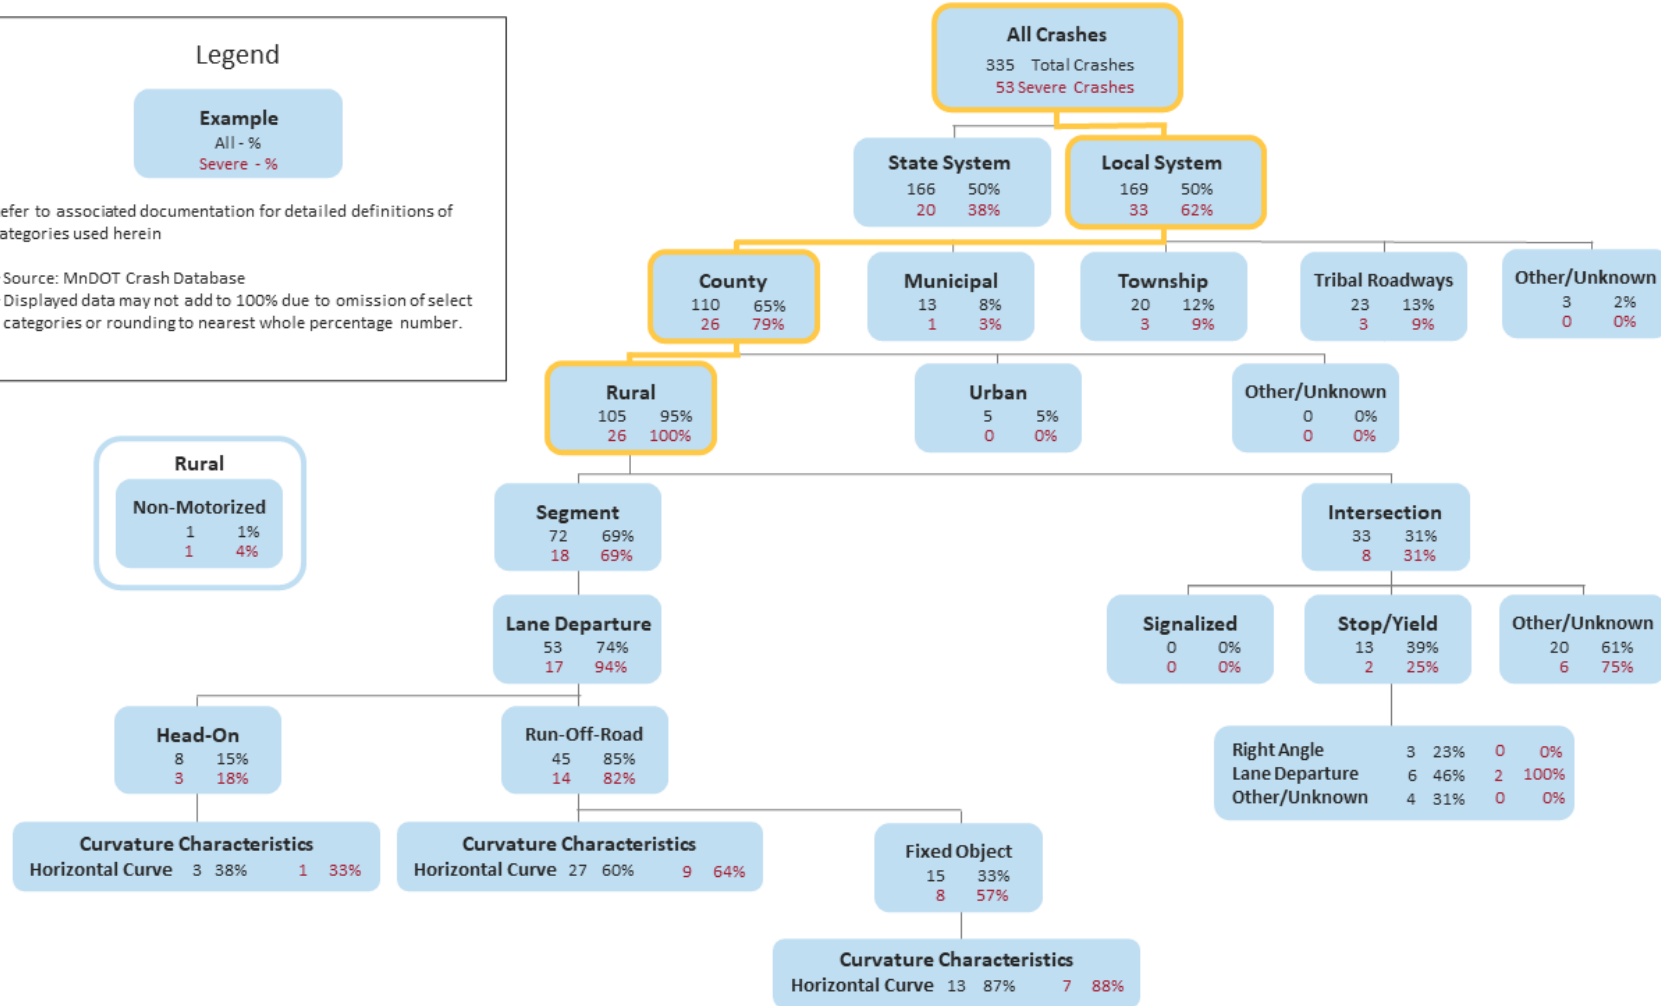 Legend
Example
All - %
Severe - %
efer to associated documentation for detailed definitions of
ategories used herein
Source: MnDOT Crash Database
Displayed data may not add to 100% due to omission of select
categories or rounding to nearest whole percentage number.
All Crashes
335 Total Crashes
53 Severe Crashes
State System
166 50%
20 38%
Local System
169 50%
33 62%
County
110 65%
26 79%
Municipal
13 8%
1 3%
Township
20 12%
3 9%
Tribal Roadways
23 13%
3 9%
Other/Unknown
3 2%
0 0%
Rural
105 95%
26 100%
Urban
5 5%
0 0%
Other/Unknown
0 0%
0 0%
Rural
Non-Motorized
1 1%
1 4%
Segment
72 69%
18 69%
Intersection
33 31%
8 31%
Lane Departure
53 74%
17 94%
Signalized
0 0%
0 0%
Stop/Yield
13 39%
2 25%
Other/Unknown
20 61%
6 75%
Head-On
8 15%
3 18%
Run-Off-Road
45 85%
14 82%
Right Angle 3 23% 0 0%
Lane Departure 6 46% 2 100%
Other/Unknown 4 31% 0 0%
Curvature Characteristics
Horizontal Curve 3 38% 1 33%
Curvature Characteristics
Horizontal Curve 27 60% 9 64%
Fixed Object
15 33%
8 57%
Curvature Characteristics
Horizontal Curve 13 87% 7 88%